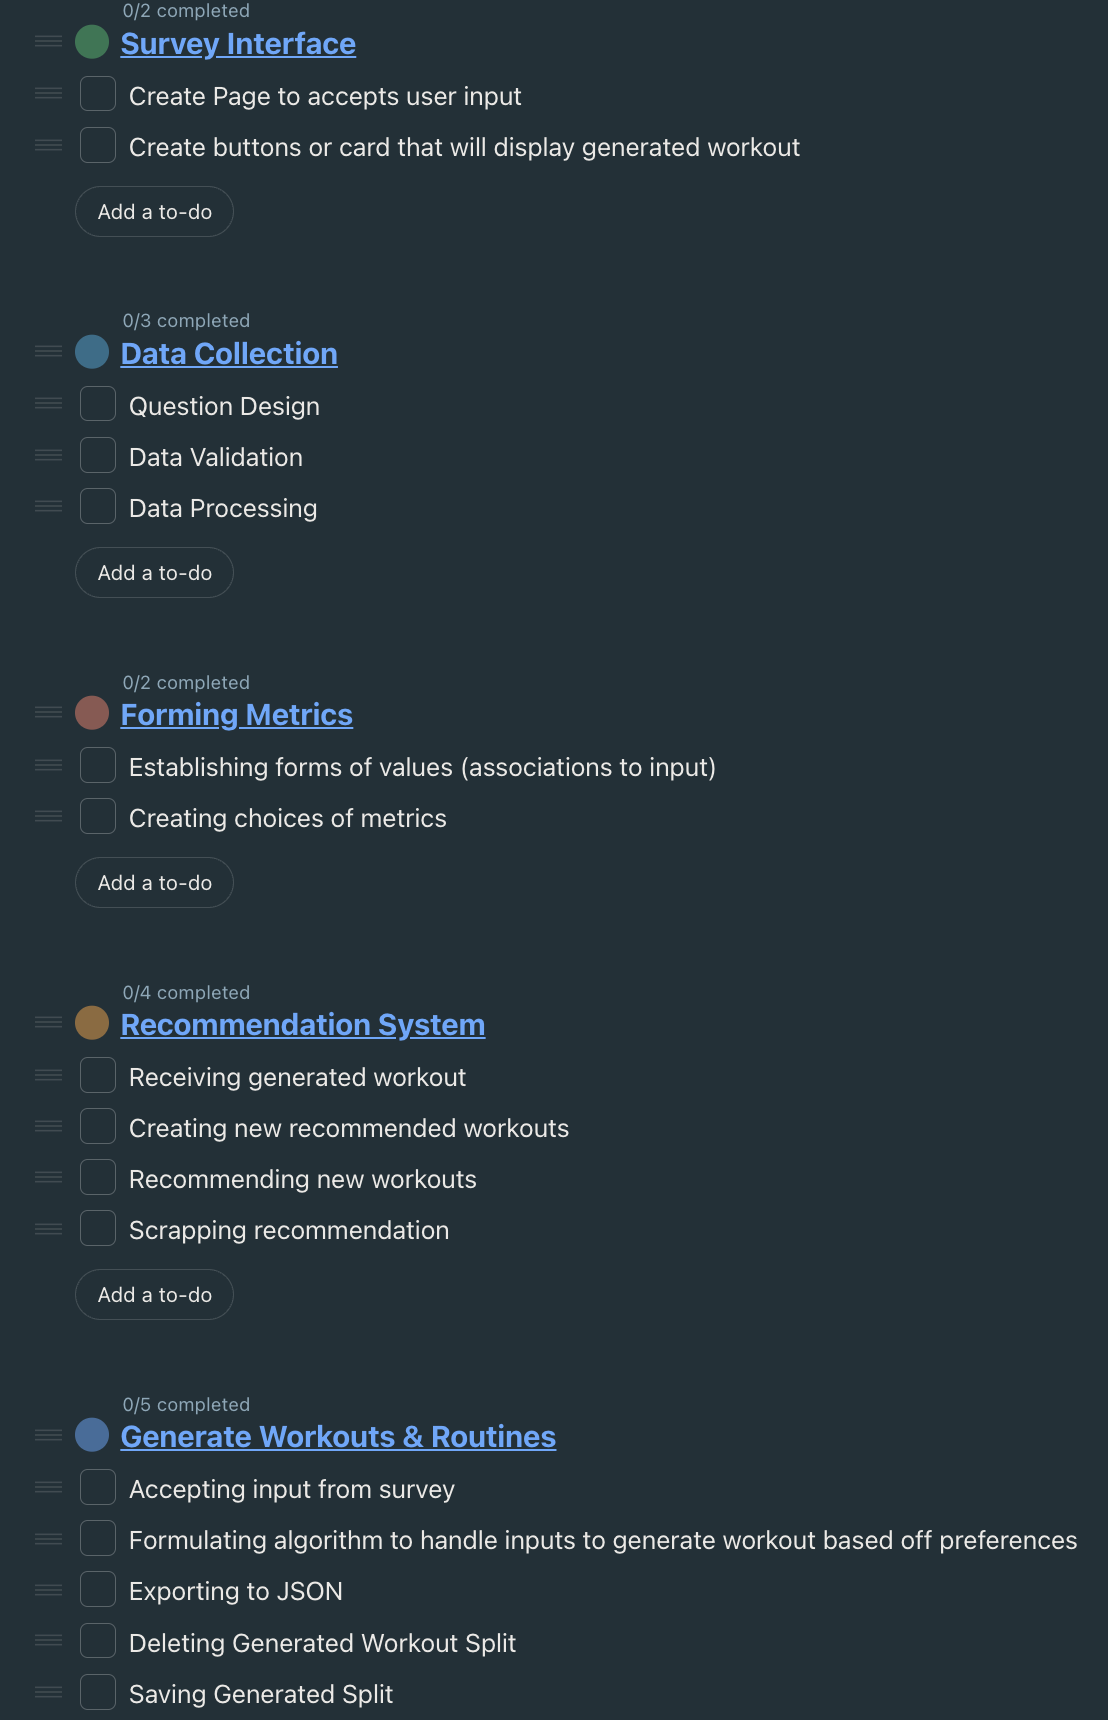 0/2 completed
Survey Interface
Create Page to accepts user input
Create buttons or card that will display generated workout
Add a to-do
0/3 completed
Data Collection
Question Design
Data Validation
Data Processing
Add a to-do
0/2 completed
Forming Metrics
Establishing forms of values (associations to input)
Creating choices of metrics
Add a to-do
0/4 completed
Recommendation System
Receiving generated workout
Creating new recommended workouts
Recommending new workouts
Scrapping recommendation
Add a to-do
0/5 completed
Generate Workouts & Routines
Accepting input from survey
Formulating algorithm to handle inputs to generate workout based off preferences
Exporting to JSON
Deleting Generated Workout Split
Saving Generated Split